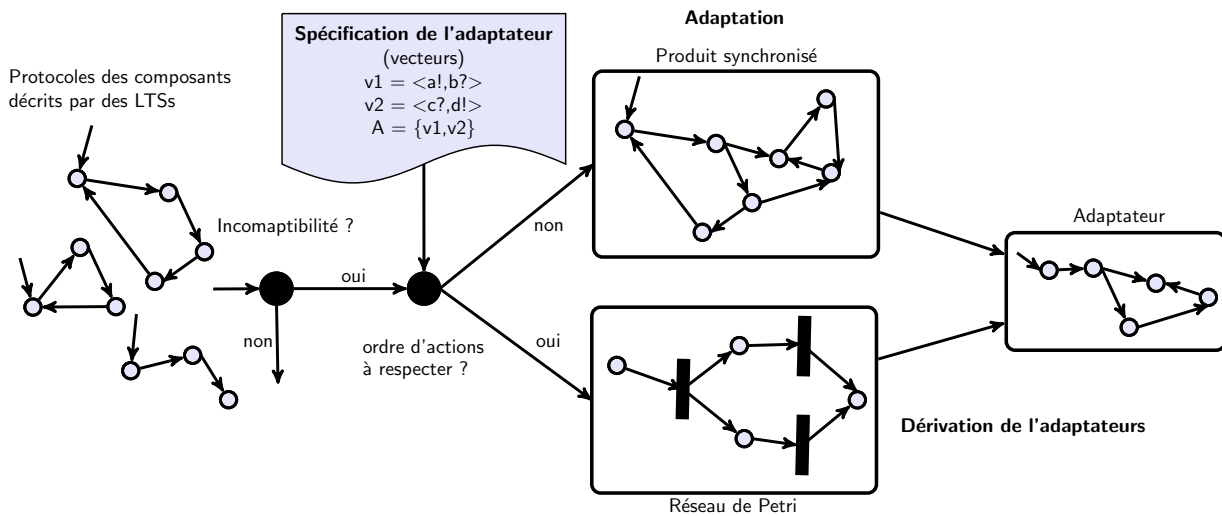 Protocoles des composants
décrits par des LTSs
Spécification de l'adaptateur
(vecteurs)
v1 = <a!,b?>
v2 = <c?,d!>
A = {v1,v2}
Adaptation
Produit synchronisé
Incomaptibilité ?
oui
non
ordre d'actions
à respecter ?
non
oui
Réseau de Petri
Adaptateur
Dérivation de l'adaptateurs